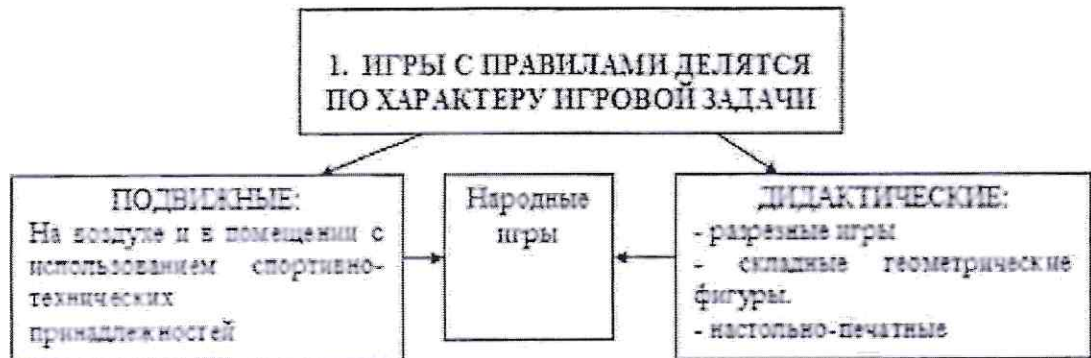 1. ИГРЫ С ПРАВИЛАМИ ДЕЛЯТСЯ
ПО ХАРАКТЕРУ ИГРОВОЙ ЗАДАЧИ
ПОДВИЖНЫЕ:
На воздухе и в помещении с
использованием спортивно-
технических
принадлежностей
Народные
игры
ДИДАКТИЧЕСКИЕ:
- разрезные игры
- складные геометрические
фигуры.
- настольно-печатные